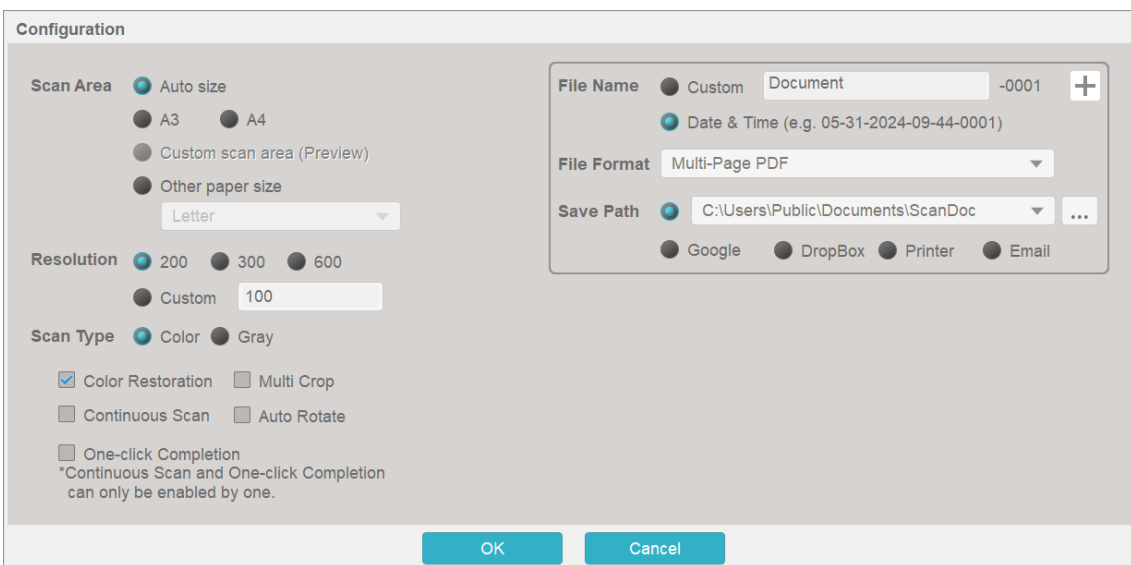 Configuration
Scan Area Auto size
A3 A4
Custom scan area (Preview)
Other paper size
Letter
Resolution 200 300 600
Custom 100
Scan Type Color Gray
Color Restoration Multi Crop
Continuous Scan Auto Rotate
One-click Completion
*Continuous Scan and One-click Completion
can only be enabled by one.
File Name Custom Document -0001 +
Date & Time (e.g. 05-31-2024-09-44-0001)
File Format Multi-Page PDF
Save Path C:\Users\Public\Documents\ScanDoc ...
Google DropBox Printer Email
OK Cancel